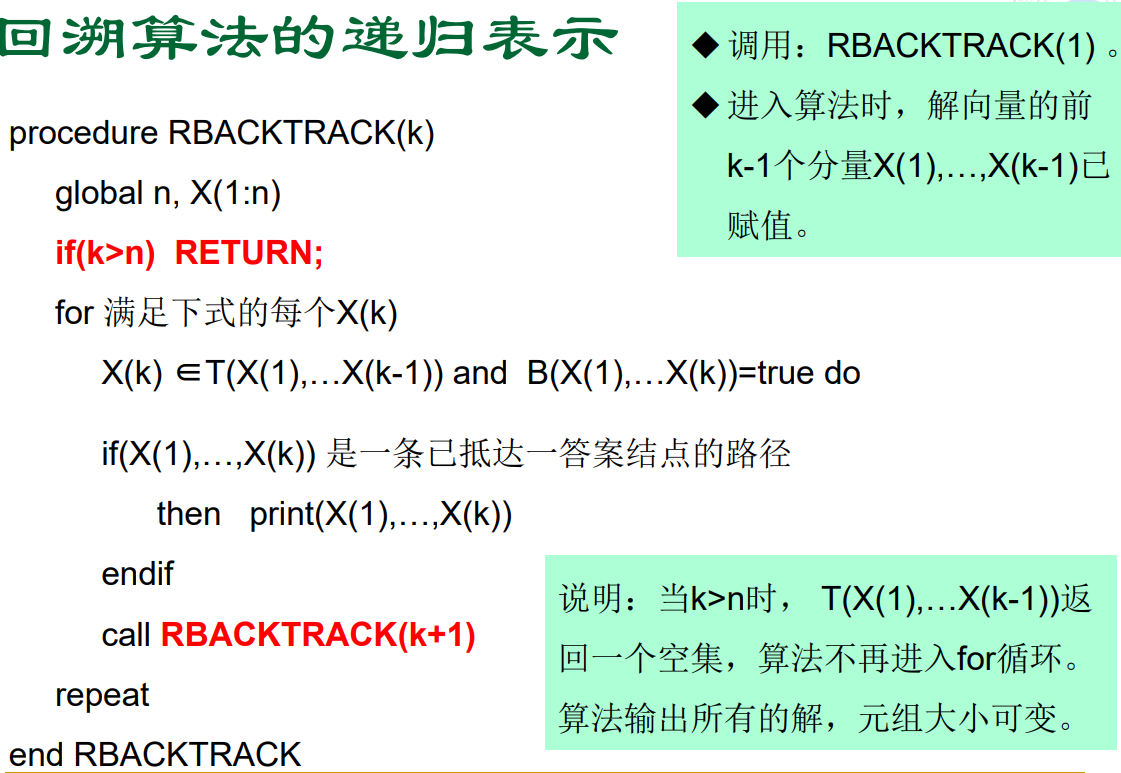 回溯算法的递归表示
procedure RBACKTRACK(k)
global n, X(1:n)
if(k>n) RETURN;
for 满足下式的每个X(k)
X(k) ∈T(X(1),…X(k-1)) and B(X(1),…X(k))=true do
if(X(1),…,X(k)) 是一条已抵达一答案结点的路径
then print(X(1),…,X(k))
endif
call RBACKTRACK(k+1)
repeat
end RBACKTRACK
◆ 调用：RBACKTRACK(1) 。
◆ 进入算法时，解向量的前
k-1个分量X(1),…,X(k-1)已
赋值。
说明：当k>n时， T(X(1),…X(k-1))返
回一个空集，算法不再进入for循环。
算法输出所有的解，元组大小可变。